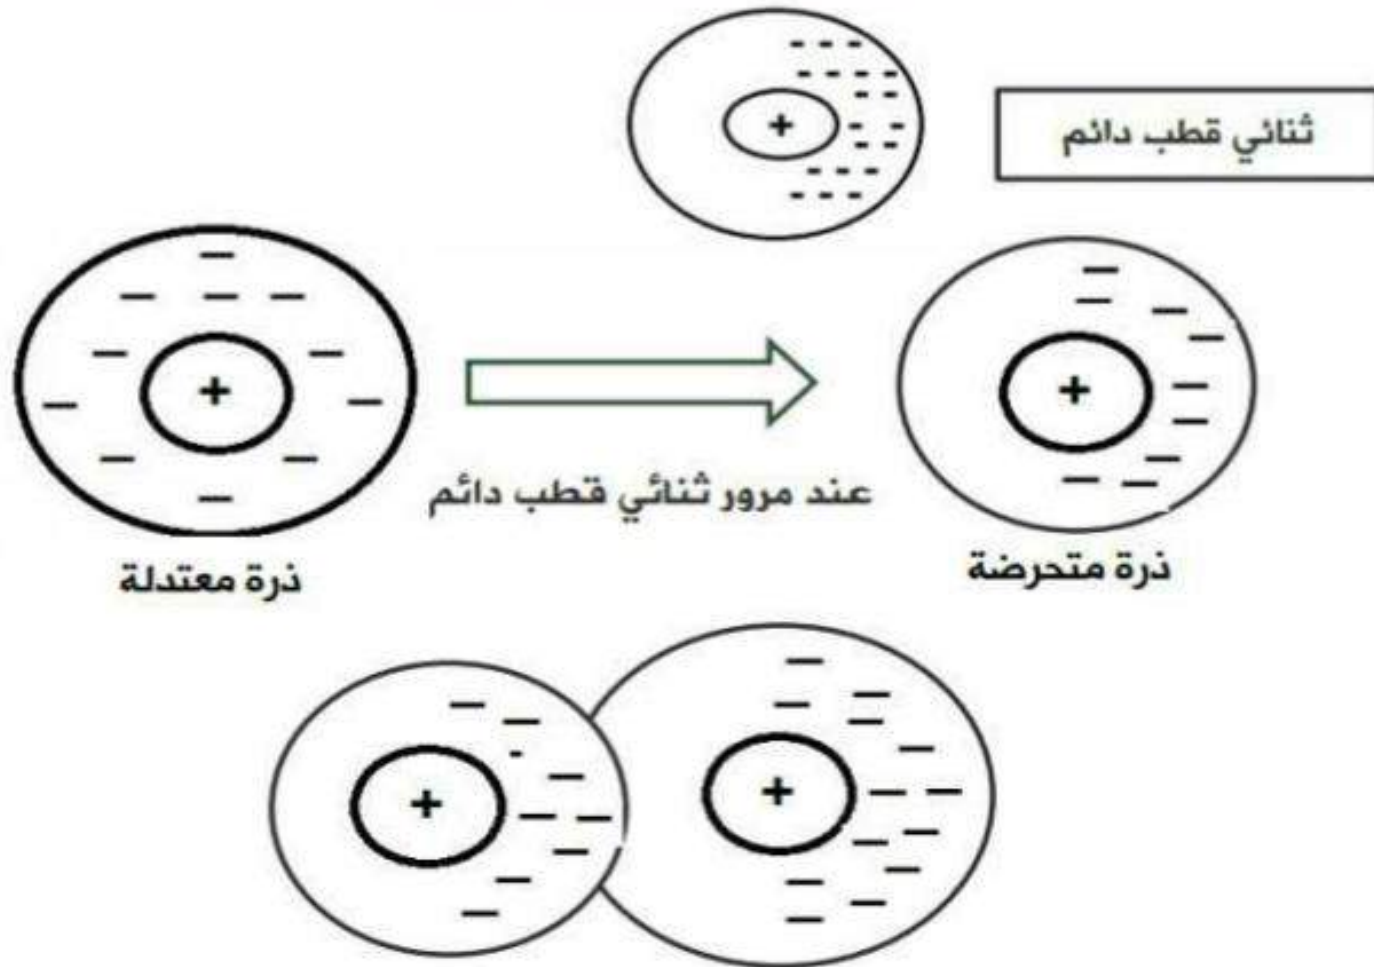 ثنائي قطب دائم
عند مرور ثنائي قطب دائم
ذرة معتدلة
ذرة متحرضة